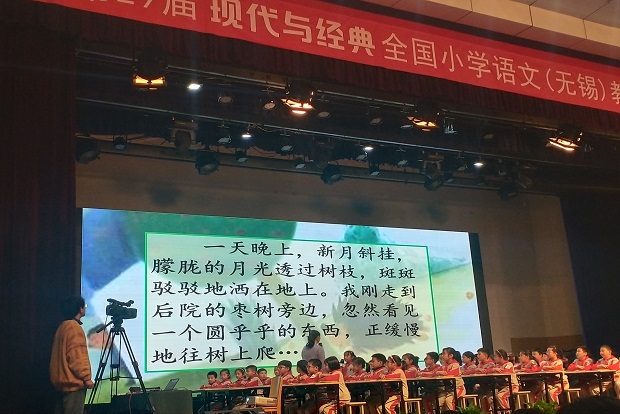 届 现代与经典 全国小学语文(无锡)教
一天晚上，新月斜挂，
朦胧的月光透过树枝，斑斑
驳驳地洒在地上。我刚走到
后院的枣树旁边，忽然看见
一个圆乎乎的东西，正缓慢
地往树上爬…